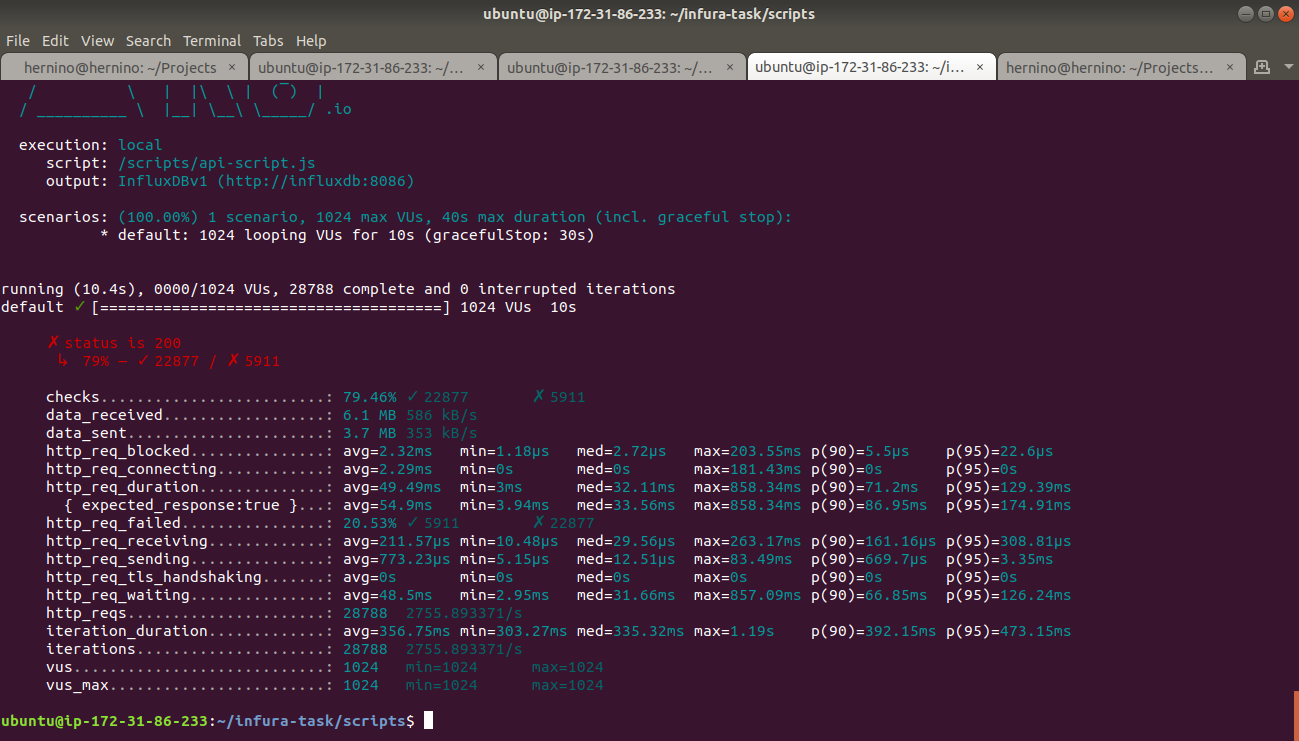 ubuntu@ip-172-31-86-233: ~/infura-task/scripts
File Edit View Search Terminal Tabs Help
hernino@hernino: ~/Projects × ubuntu@ip-172-31-86-233: ~/... × ubuntu@ip-172-31-86-233: ~/... × ubuntu@ip-172-31-86-233: ~/i... × hernino@hernino: ~/Projects... ×
  /          \   |  |\  \ |  (‾)  |
 / __________ \  |__| \__\ \_____/ .io
execution: local
script: /scripts/api-script.js
output: InfluxDBv1 (http://influxdb:8086)
scenarios: (100.00%) 1 scenario, 1024 max VUs, 40s max duration (incl. graceful stop):
* default: 1024 looping VUs for 10s (gracefulStop: 30s)
running (10.4s), 0000/1024 VUs, 28788 complete and 0 interrupted iterations
default ✓ [======================================] 1024 VUs  10s
✗ status is 200
↳  79% — ✓ 22877 / ✗ 5911
checks.........................: 79.46% ✓ 22877 ✗ 5911
data_received..................: 6.1 MB 586 kB/s
data_sent......................: 3.7 MB 353 kB/s
http_req_blocked...............: avg=2.32ms min=1.18µs med=2.72µs max=203.55ms p(90)=5.5µs p(95)=22.6µs
http_req_connecting............: avg=2.29ms min=0s med=0s max=181.43ms p(90)=0s p(95)=0s
http_req_duration..............: avg=49.49ms min=3ms med=32.11ms max=858.34ms p(90)=71.2ms p(95)=129.39ms
{ expected_response:true }...: avg=54.9ms min=3.94ms med=33.56ms max=858.34ms p(90)=86.95ms p(95)=174.91ms
http_req_failed................: 20.53% ✓ 5911 ✗ 22877
http_req_receiving.............: avg=211.57µs min=10.48µs med=29.56µs max=263.17ms p(90)=161.16µs p(95)=308.81µs
http_req_sending...............: avg=773.23µs min=5.15µs med=12.51µs max=83.49ms p(90)=669.7µs p(95)=3.35ms
http_req_tls_handshaking.......: avg=0s min=0s med=0s max=0s p(90)=0s p(95)=0s
http_req_waiting...............: avg=48.5ms min=2.95ms med=31.66ms max=857.09ms p(90)=66.85ms p(95)=126.24ms
http_reqs......................: 28788 2755.893371/s
iteration_duration.............: avg=356.75ms min=303.27ms med=335.32ms max=1.19s p(90)=392.15ms p(95)=473.15ms
iterations.....................: 28788 2755.893371/s
vus............................: 1024 min=1024 max=1024
vus_max........................: 1024 min=1024 max=1024
ubuntu@ip-172-31-86-233:~/infura-task/scripts$